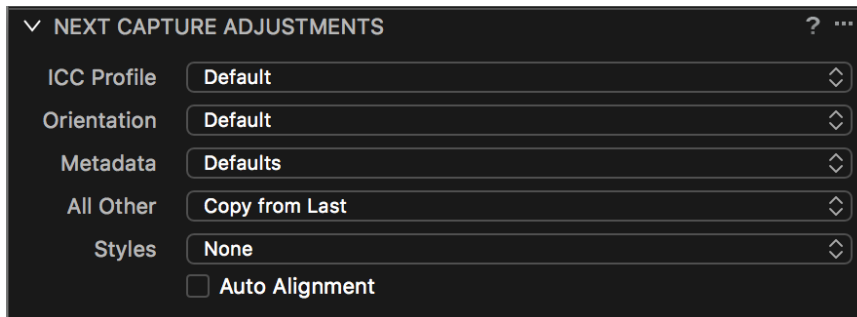 NEXT CAPTURE ADJUSTMENTS ? ...
ICC Profile Default
Orientation Default
Metadata Defaults
All Other Copy from Last
Styles None
Auto Alignment